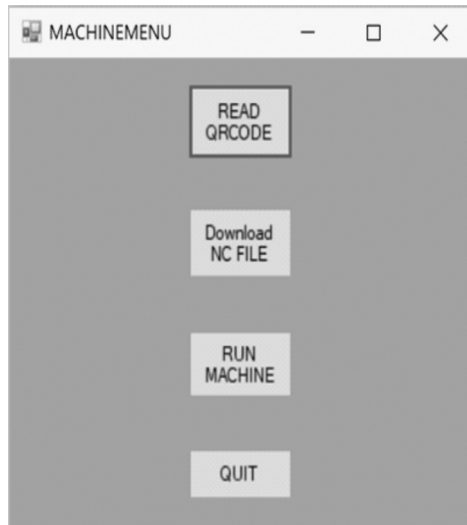 MACHINEMENU
READ
QRCODE
Download
NC FILE
RUN
MACHINE
QUIT